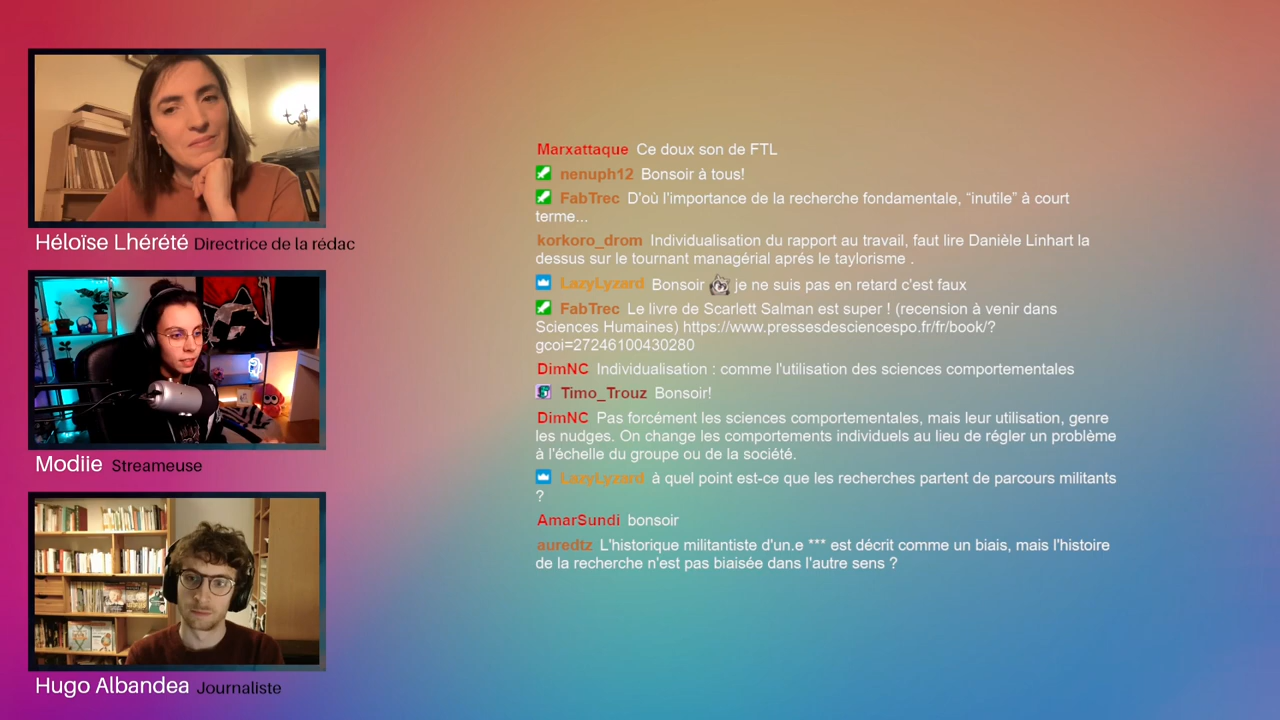 Héloïse Lhérété Directrice de la rédac
Modiie Streameuse
Hugo Albandea Journaliste
Marxattaque Ce doux son de FTL
nenuph12 Bonsoir à tous!
FabTrec D'où l'importance de la recherche fondamentale, “inutile” à court
terme...
korkoro_drom Individualisation du rapport au travail, faut lire Danièle Linhart la
dessus sur le tournant managérial aprés le taylorisme .
LazyLyzard Bonsoir je ne suis pas en retard c'est faux
FabTrec Le livre de Scarlett Salman est super ! (recension à venir dans
Sciences Humaines) https://www.pressesdesciencespo.fr/fr/book/?
gcoi=27246100430280
DimNC Individualisation : comme l'utilisation des sciences comportementales
Timo_Trouz Bonsoir!
DimNC Pas forcément les sciences comportementales, mais leur utilisation, genre
les nudges. On change les comportements individuels au lieu de régler un problème
à l'échelle du groupe ou de la société.
LazyLyzard à quel point est-ce que les recherches partent de parcours militants
?
AmarSundi bonsoir
auredtz L'historique militantiste d'un.e *** est décrit comme un biais, mais l'histoire
de la recherche n'est pas biaisée dans l'autre sens ?